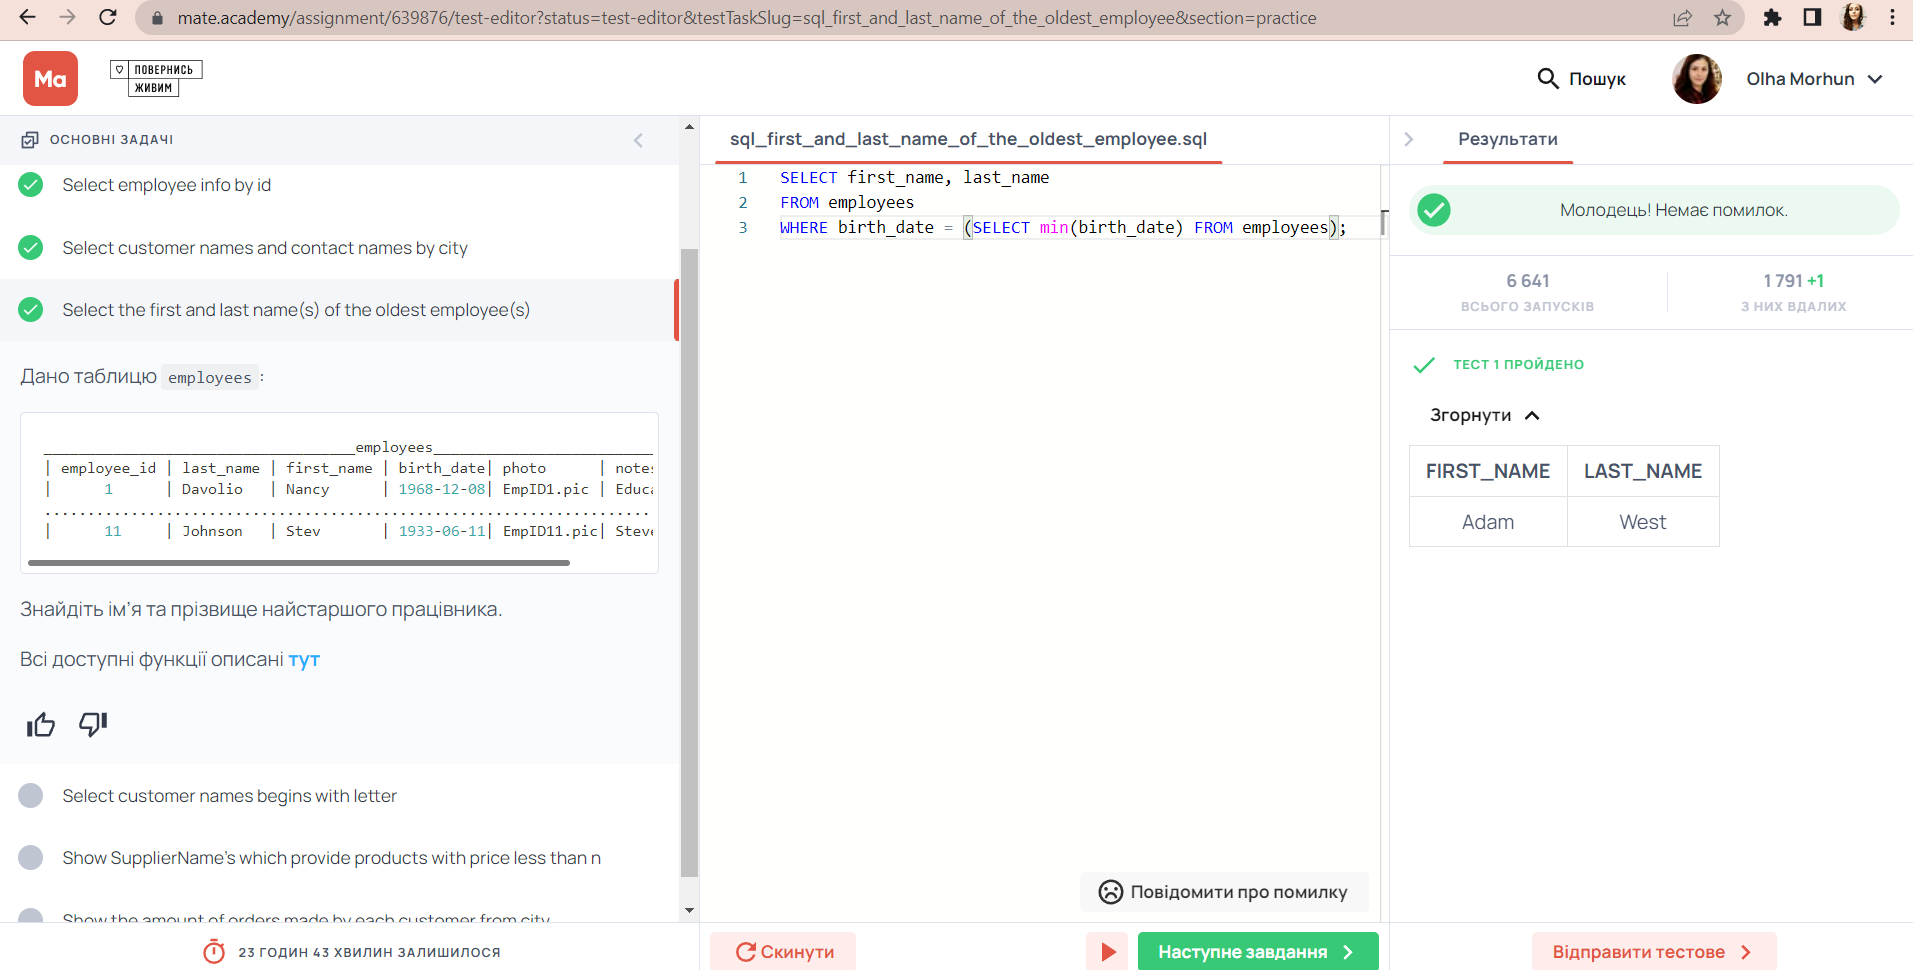 mate.academy/assignment/639876/test-editor?status=test-editor&testTaskSlug=sql_first_and_last_name_of_the_oldest_employee&section=practice
Ma
ПОВЕРНИСЬ
ЖИВИМ
Пошук
Olha Morhun
ОСНОВНІ ЗАДАЧІ
Select employee info by id
Select customer names and contact names by city
Select the first and last name(s) of the oldest employee(s)
Дано таблицю employees:
____________________________________employees_________________________
| employee_id | last_name | first_name | birth_date| photo | notes
| 1 | Davolio | Nancy | 1968-12-08| EmpID1.pic | Educa
......................................................................
| 11 | Johnson | Stev | 1933-06-11| EmpID11.pic| Steve
Знайдіть ім’я та прізвище найстаршого працівника.
Всі доступні функції описані тут
Select customer names begins with letter
Show SupplierName's which provide products with price less than n
Show the amount of orders made by each customer from city
23 ГОДИН 43 ХВИЛИН ЗАЛИШИЛОСЯ
sql_first_and_last_name_of_the_oldest_employee.sql
1 SELECT first_name, last_name
2 FROM employees
3 WHERE birth_date = (SELECT min(birth_date) FROM employees);
Повідомити про помилку
Скинути
Наступне завдання
Результати
Молодець! Немає помилок.
6 641
ВСЬОГО ЗАПУСКІВ
1 791 +1
З НИХ ВДАЛИХ
ТЕСТ 1 ПРОЙДЕНО
Згорнути
FIRST_NAME LAST_NAME
Adam West
Відправити тестове